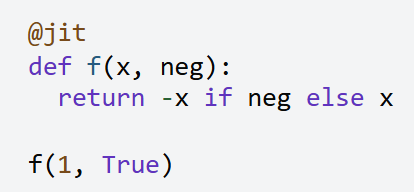 @jit
def f(x, neg):
  return -x if neg else x

f(1, True)